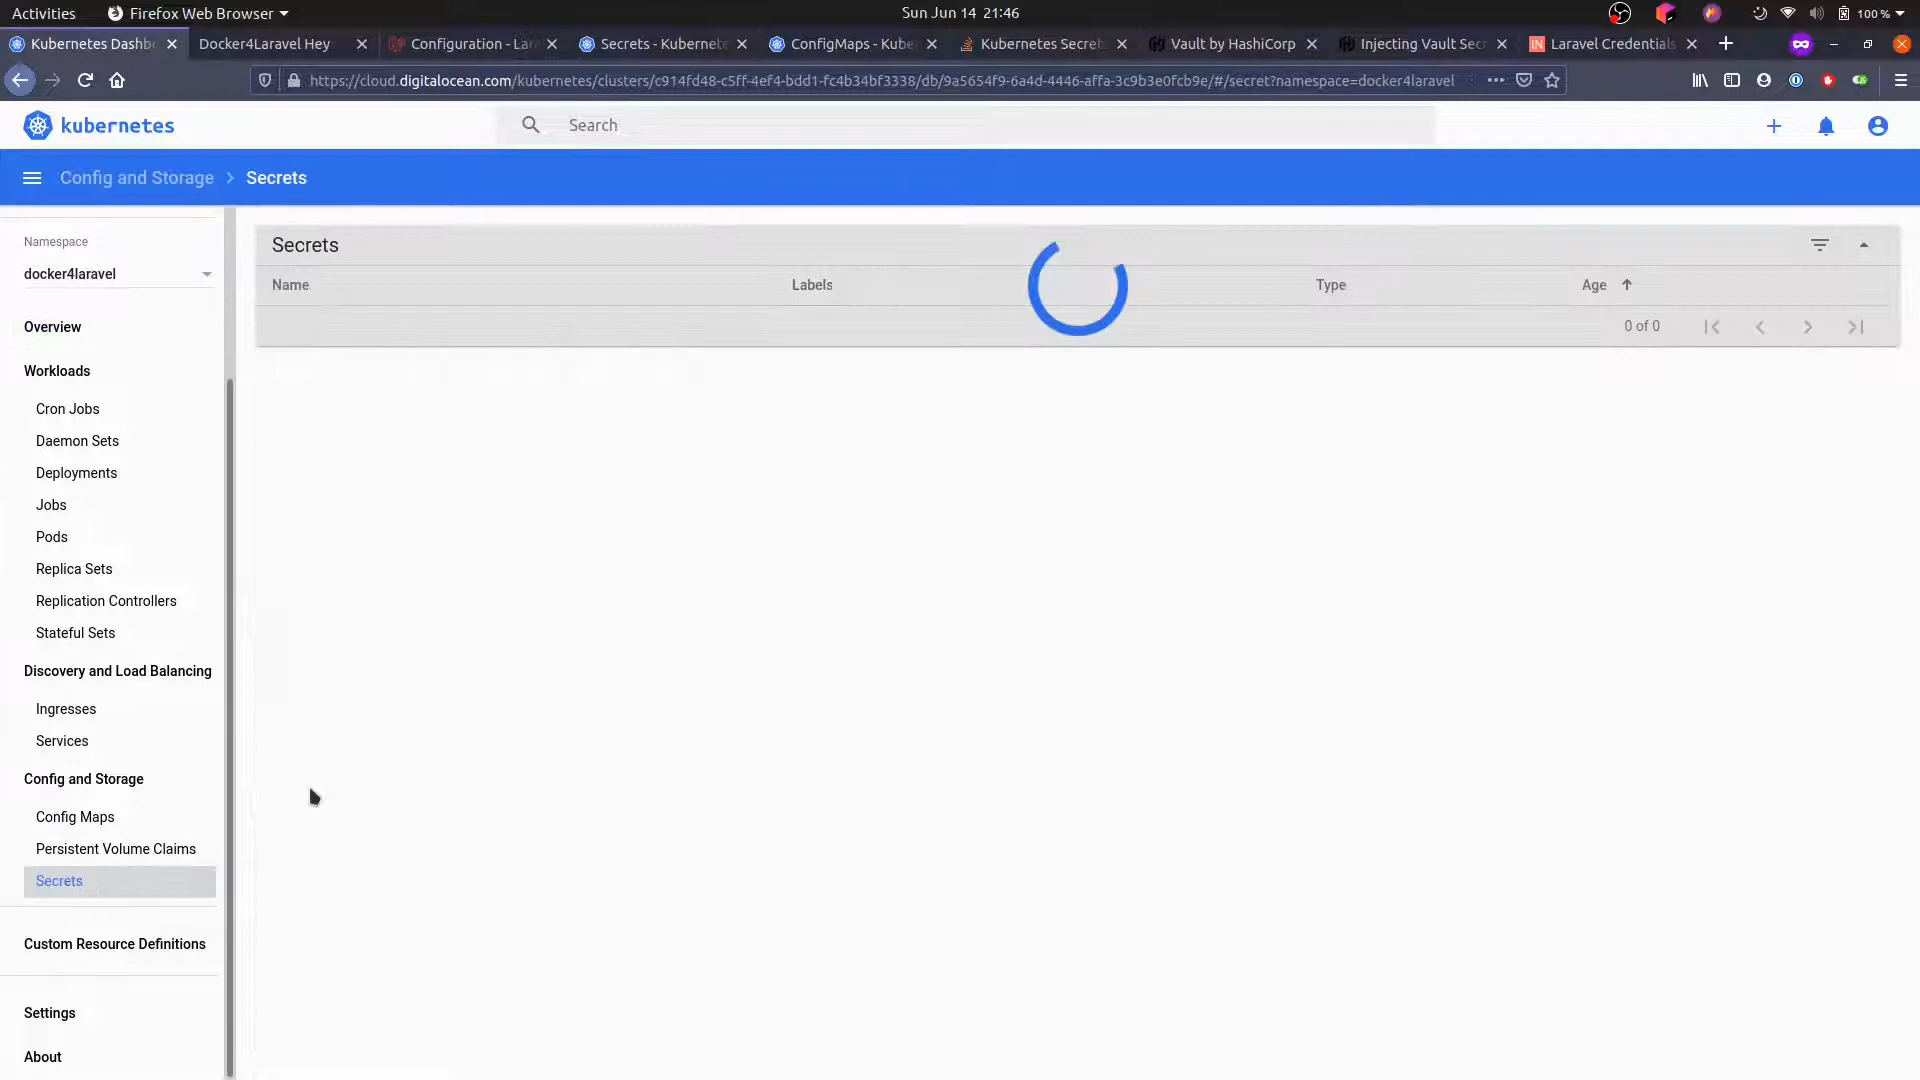 Activities
Firefox Web Browser
Sun Jun 14 21:46
100 %
Kubernetes Dashbo
Docker4Laravel Hey
Configuration - Lar
Secrets - Kubernete
ConfigMaps - Kube
Kubernetes Secret
Vault by HashiCorp
Injecting Vault Sec
IN
Laravel Credentials
https://cloud.digitalocean.com/kubernetes/clusters/c914fd48-c5ff-4ef4-bdd1-fc4b34bf3338/db/9a5654f9-6a4d-4446-affa-3c9b3e0fcb9e/#/secret?namespace=docker4laravel
kubernetes
Search
Config and Storage
Secrets
Namespace
docker4laravel
Overview
Workloads
Cron Jobs
Daemon Sets
Deployments
Jobs
Pods
Replica Sets
Replication Controllers
Stateful Sets
Discovery and Load Balancing
Ingresses
Services
Config and Storage
Config Maps
Persistent Volume Claims
Secrets
Custom Resource Definitions
Settings
About
Secrets
Name Labels Type Age
0 of 0